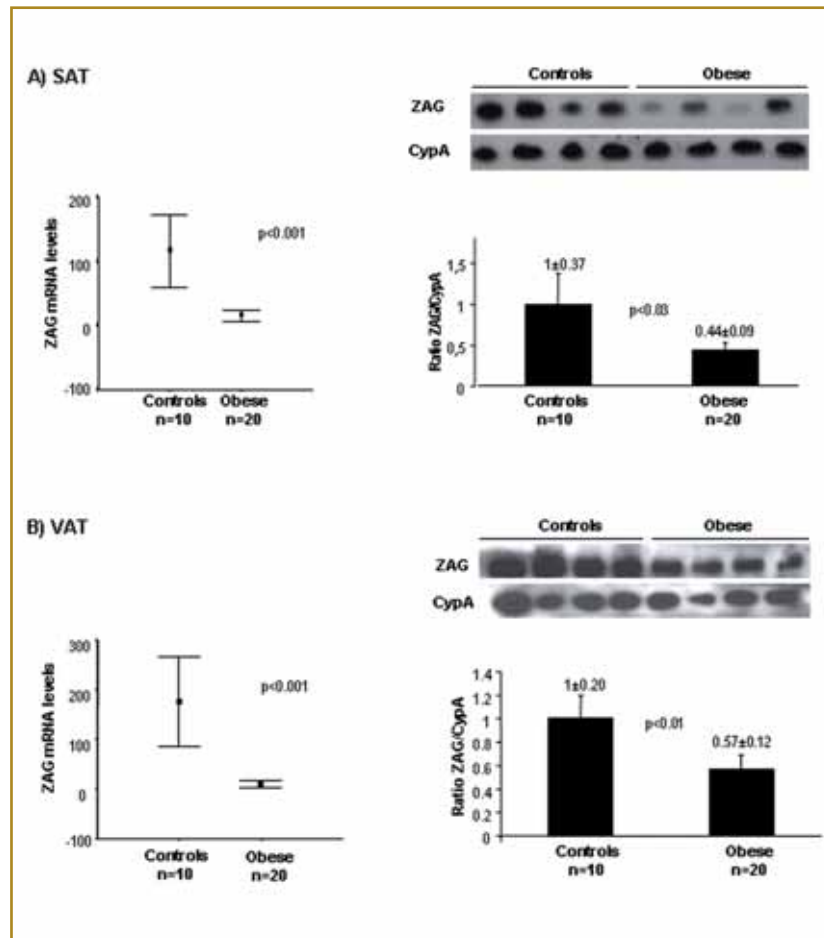 A) SAT
Controls Obese
ZAG
CypA
ZAG mRNA levels
200
100
0
-100
p<0.001
Controls Obese
n=10 n=20
Ratio ZAG/CypA
1,5
1
0,5
0
1±0.37
p<0.03
0.44±0.09
Controls Obese
n=10 n=20
B) VAT
Controls Obese
ZAG
CypA
ZAG mRNA levels
300
200
100
0
-100
p<0.001
Controls Obese
n=10 n=20
Ratio ZAG/CypA
1.4
1.2
1
0.8
0.6
0.4
0.2
0
1±0.20
p<0.01
0.57±0.12
Controls Obese
n=10 n=20